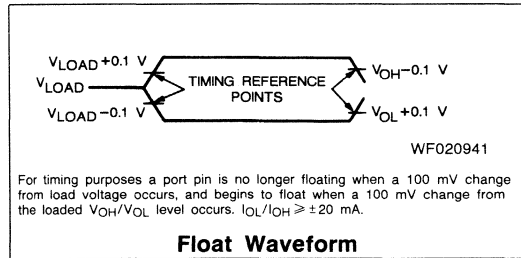 VLOAD+0.1 V
VLOAD
VLOAD−0.1 V
TIMING REFERENCE
POINTS
VOH−0.1 V
VOL+0.1 V
WF020941
For timing purposes a port pin is no longer floating when a 100 mV change
from load voltage occurs, and begins to float when a 100 mV change from
the loaded VOH/VOL level occurs. IOL/IOH ⩾ ±20 mA.
Float Waveform